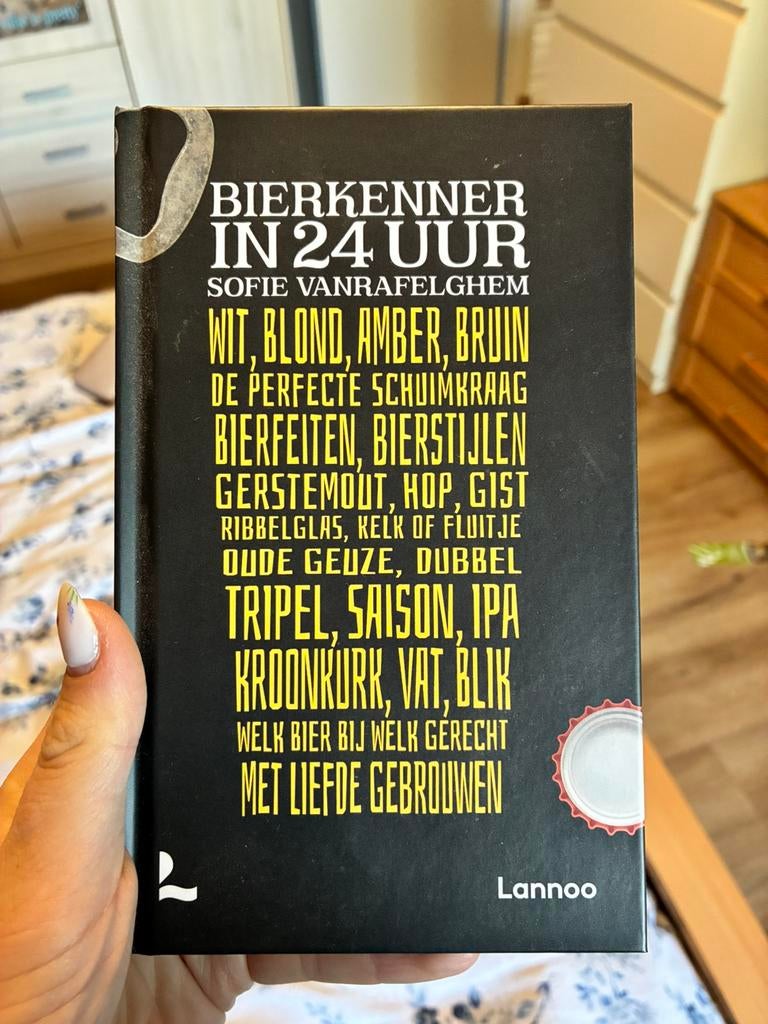 BIERKENNER
IN 24 UUR
SOFIE VANRAFELGHEM
WIT, BLOND, AMBER, BRUIN
DE PERFECTE SCHUIMKRAAG
BIERFEITEN, BIERSTIJLEN
GERSTEMOUT, HOP, GIST
RIBBELGLAS, KELK OF FLUITJE
OUDE GEUZE, DUBBEL
TRIPEL, SAISON, IPA
KROONKURK, VAT, BLIK
WELK BIER BIJ WELK GERECHT
MET LIEFDE GEBROUWEN
Lannoo